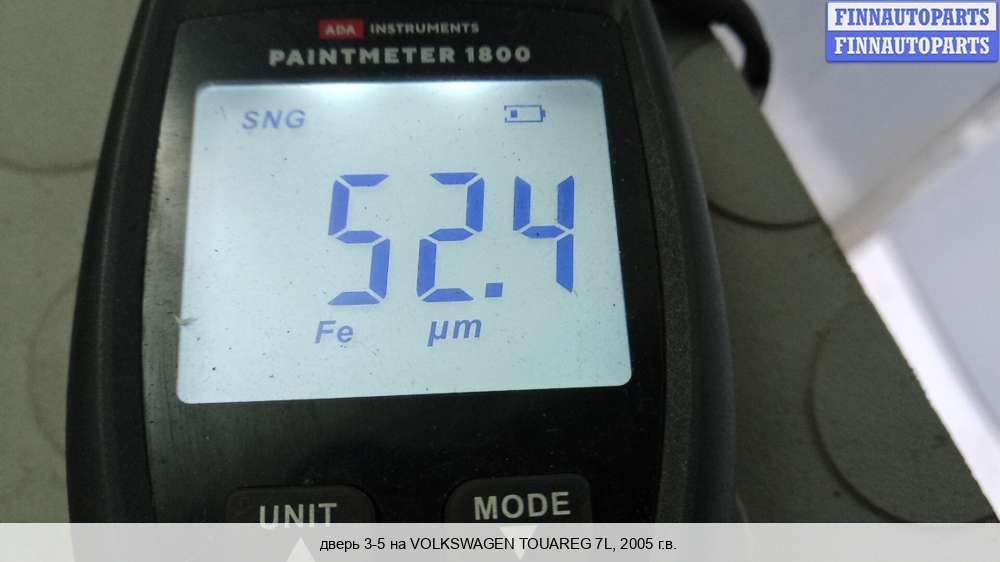 FINNAUTOPARTS
FINNAUTOPARTS
ADA INSTRUMENTS
PAINTMETER 1800
SNG
52.4
Fe µm
UNIT MODE
дверь 3-5 на VOLKSWAGEN TOUAREG 7L, 2005 г.в.